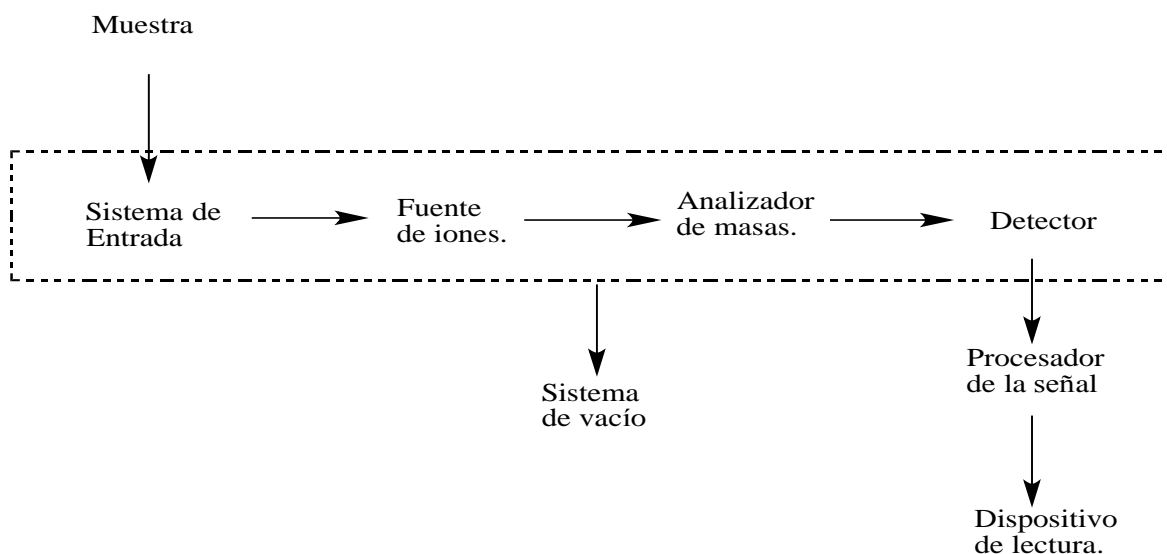 Muestra
Sistema de
Entrada
Fuente
de iones.
Analizador
de masas.
Detector
Sistema
de vacío
Procesador
de la señal
Dispositivo
de lectura.